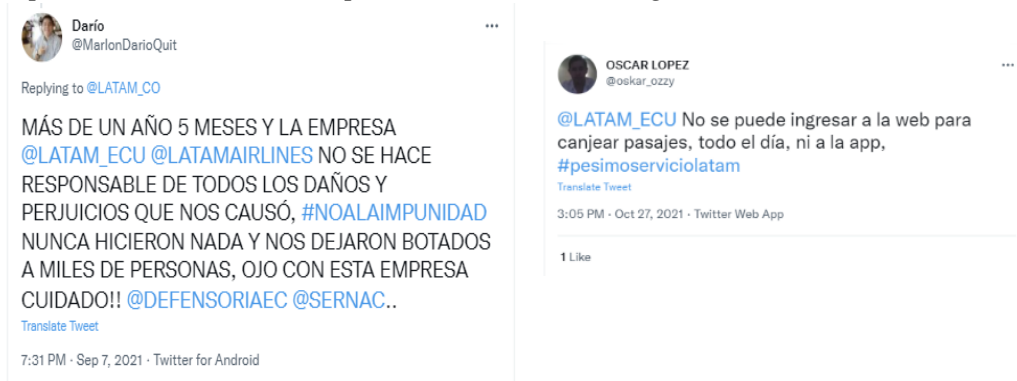 Darío
@MarlonDarioQuit
Replying to @LATAM_CO
MÁS DE UN AÑO 5 MESES Y LA EMPRESA
@LATAM_ECU @LATAMAIRLINES NO SE HACE
RESPONSABLE DE TODOS LOS DAÑOS Y
PERJUICIOS QUE NOS CAUSÓ, #NOALAIMPUNIDAD
NUNCA HICIERON NADA Y NOS DEJARON BOTADOS
A MILES DE PERSONAS, OJO CON ESTA EMPRESA
CUIDADO!! @DEFENSORIAEC @SERNAC..
Translate Tweet
7:31 PM · Sep 7, 2021 · Twitter for Android
OSCAR LOPEZ
@oskar_ozzy
@LATAM_ECU No se puede ingresar a la web para
canjear pasajes, todo el día, ni a la app,
#pesimoserviciolatam
Translate Tweet
3:05 PM · Oct 27, 2021 · Twitter Web App
1 Like